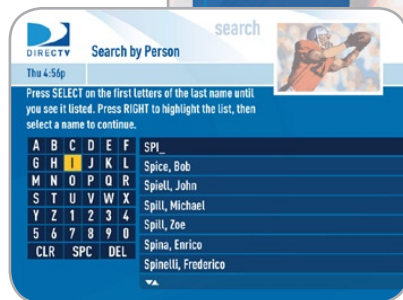 search
DIRECTV
Search by Person
Thu 4:56p
Press SELECT on the first letters of the last name until
you see it listed. Press RIGHT to highlight the list, then
select a name to continue.
A B C D E F
G H I J K L
M N O P Q R
S T U V W X
Y Z 1 2 3 4
5 6 7 8 9 0
CLR SPC DEL
SPI_
Spice, Bob
Spiell, John
Spill, Michael
Spill, Zoe
Spina, Enrico
Spinelli, Frederico